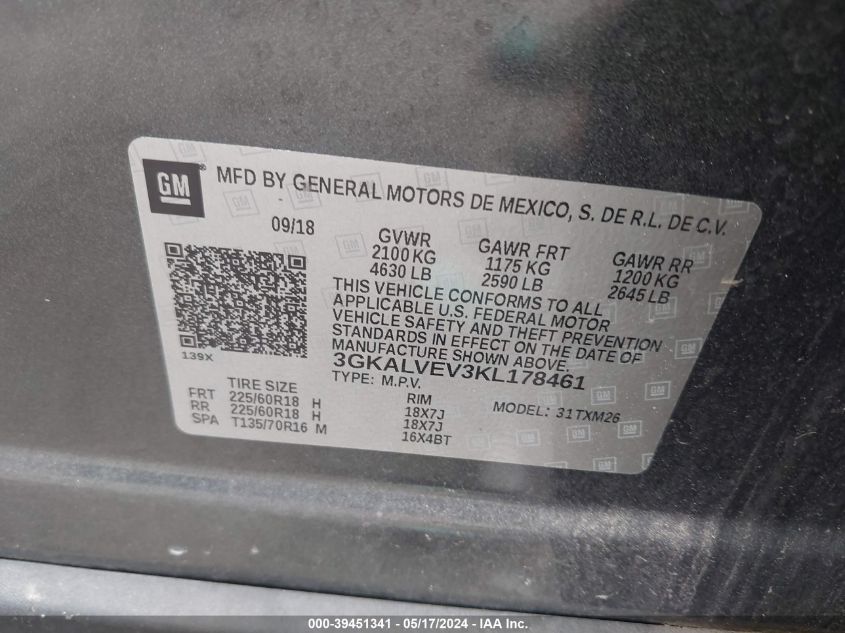 GM
®
MFD BY GENERAL MOTORS DE MEXICO, S. DE R.L. DE C.V.
09/18
GVWR GAWR FRT GAWR RR
2100 KG 1175 KG 1200 KG
4630 LB 2590 LB 2645 LB
THIS VEHICLE CONFORMS TO ALL
APPLICABLE U.S. FEDERAL MOTOR
VEHICLE SAFETY AND THEFT PREVENTION
STANDARDS IN EFFECT ON THE DATE OF
MANUFACTURE SHOWN ABOVE.
139X
3GKALVEV3KL178461
TYPE: M.P.V.
MODEL: 31TXM26
TIRE SIZE RIM
FRT 225/60R18 H 18X7J
RR 225/60R18 H 18X7J
SPA T135/70R16 M 16X4BT
000-39451341 - 05/17/2024 - IAA Inc.